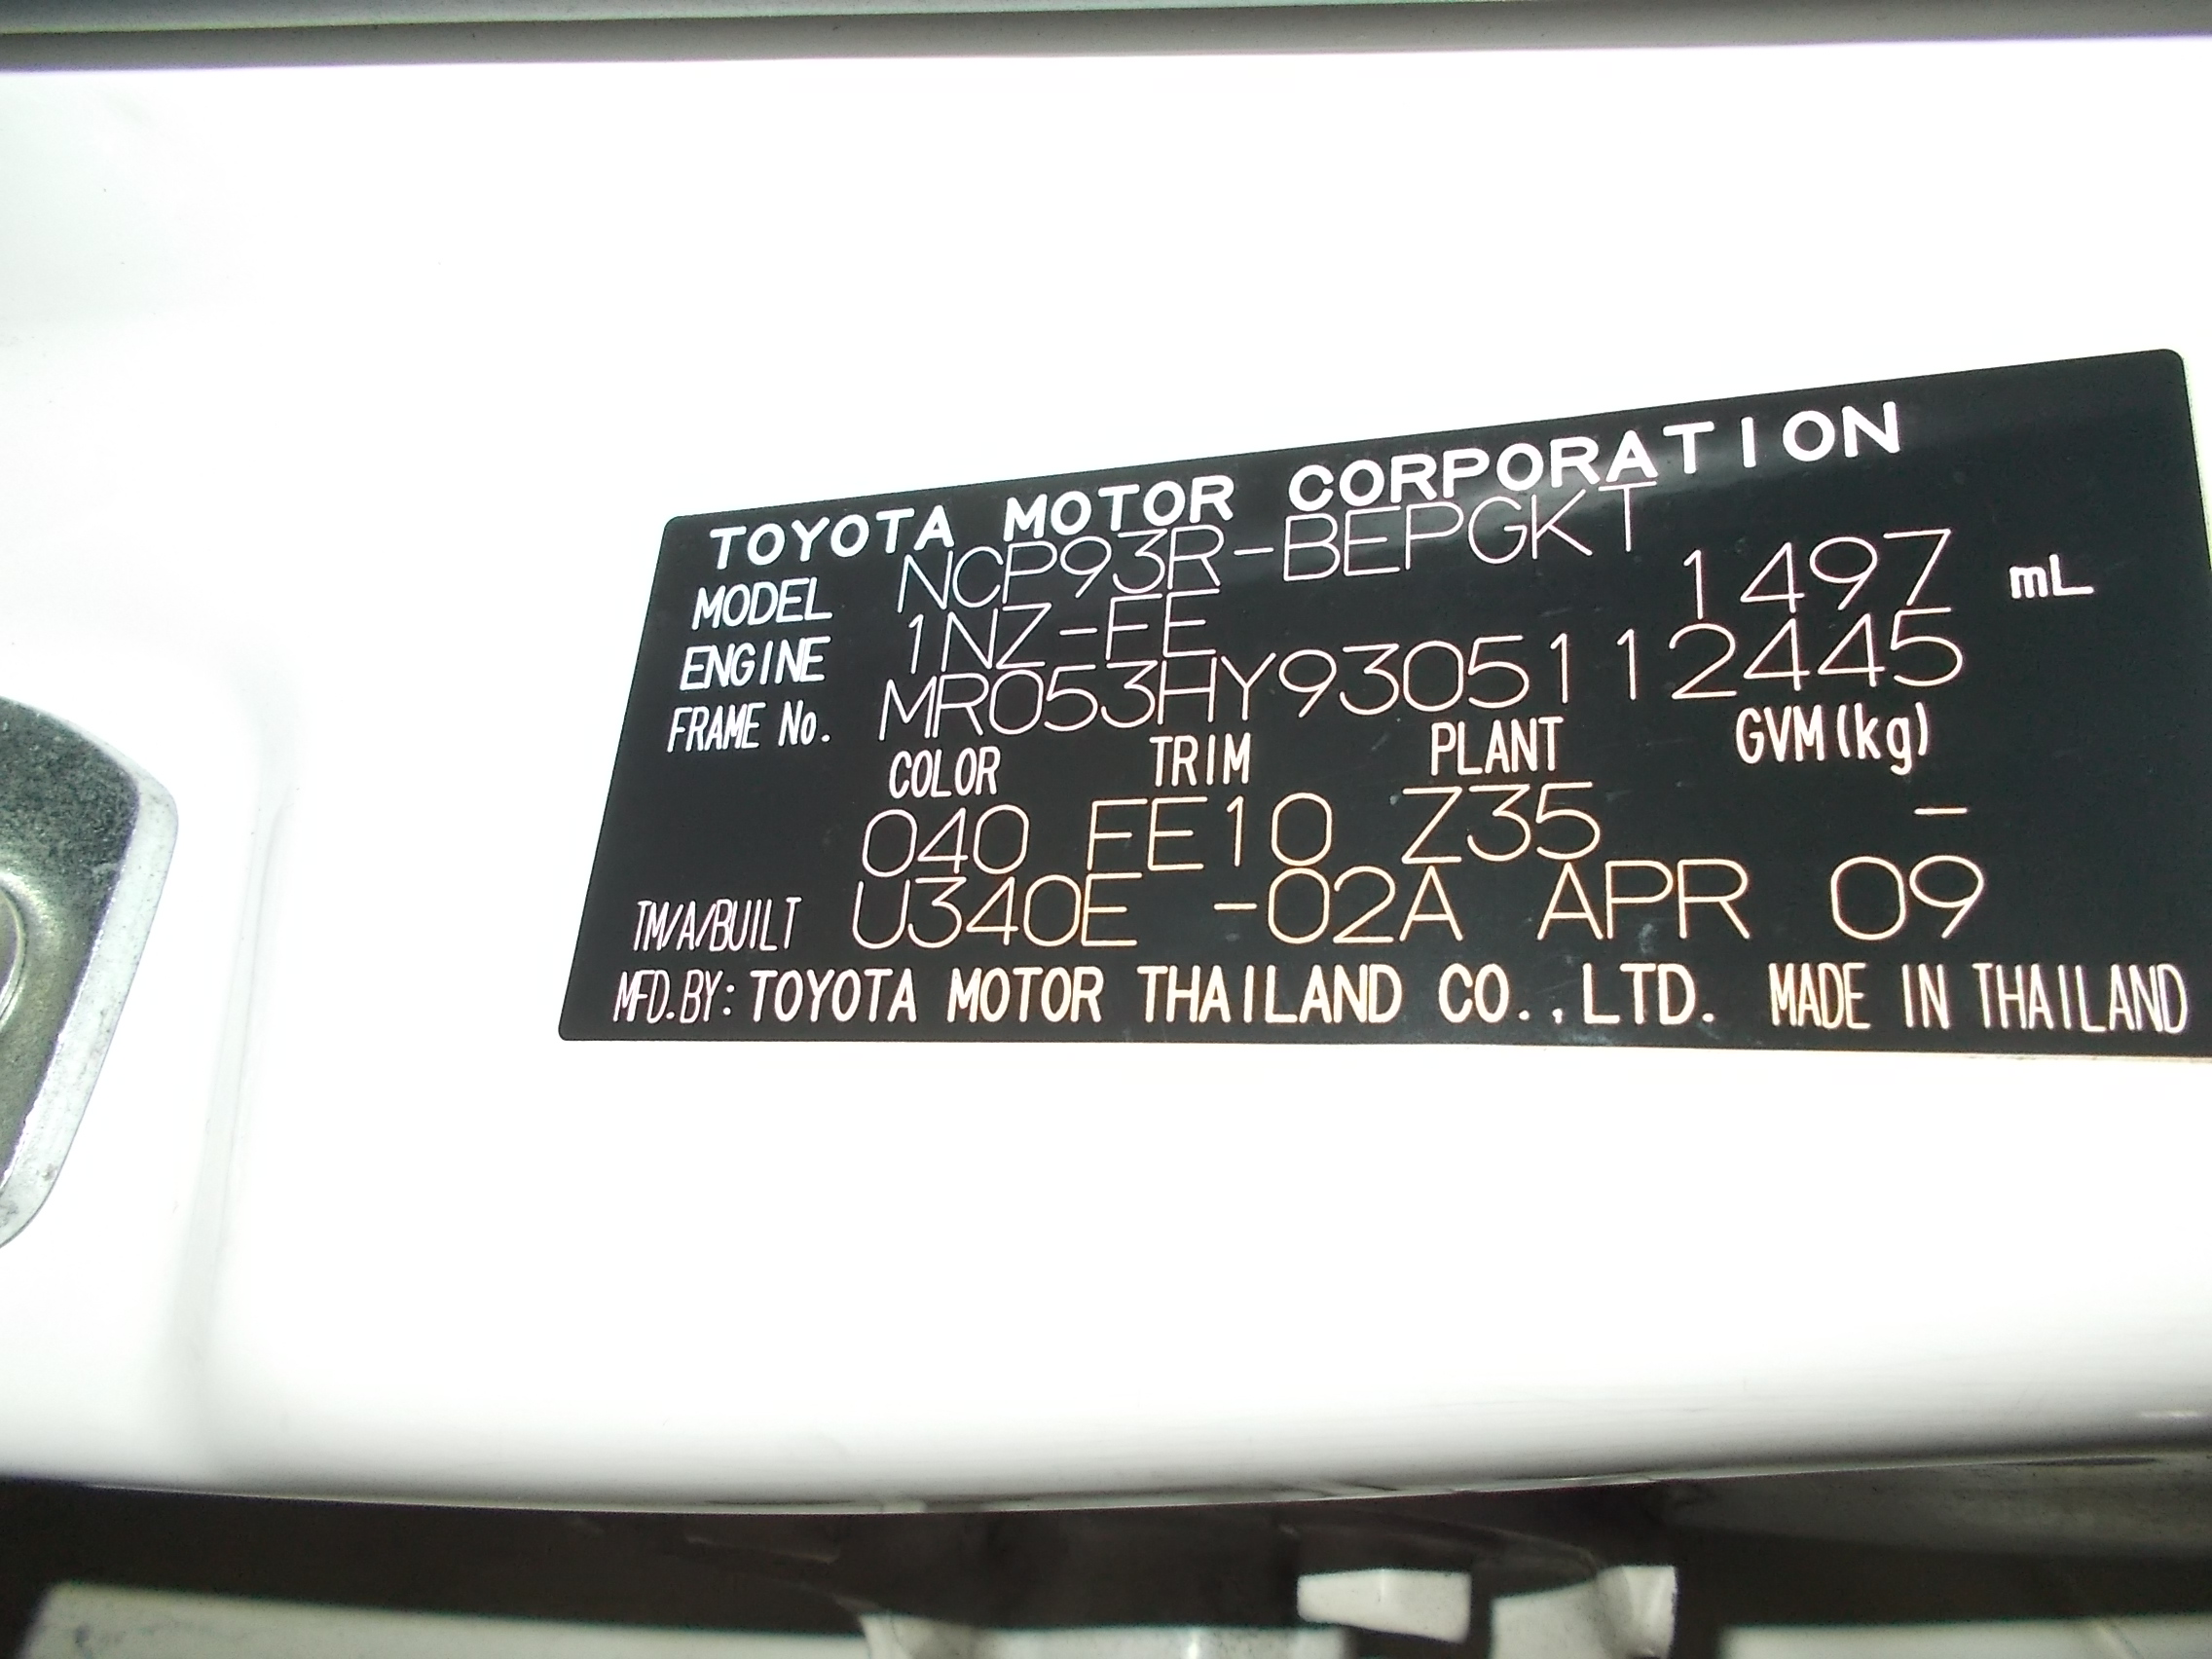 TOYOTA MOTOR CORPORATION
MODEL NCP93R-BEPGKT
ENGINE 1NZ-FE 1497 mL
FRAME No. MR053HY9305112445
COLOR TRIM PLANT GVM(kg)
040 FE10 Z35 -
TM/A/BUILT U340E -02A APR 09
MFD.BY: TOYOTA MOTOR THAILAND CO.,LTD. MADE IN THAILAND